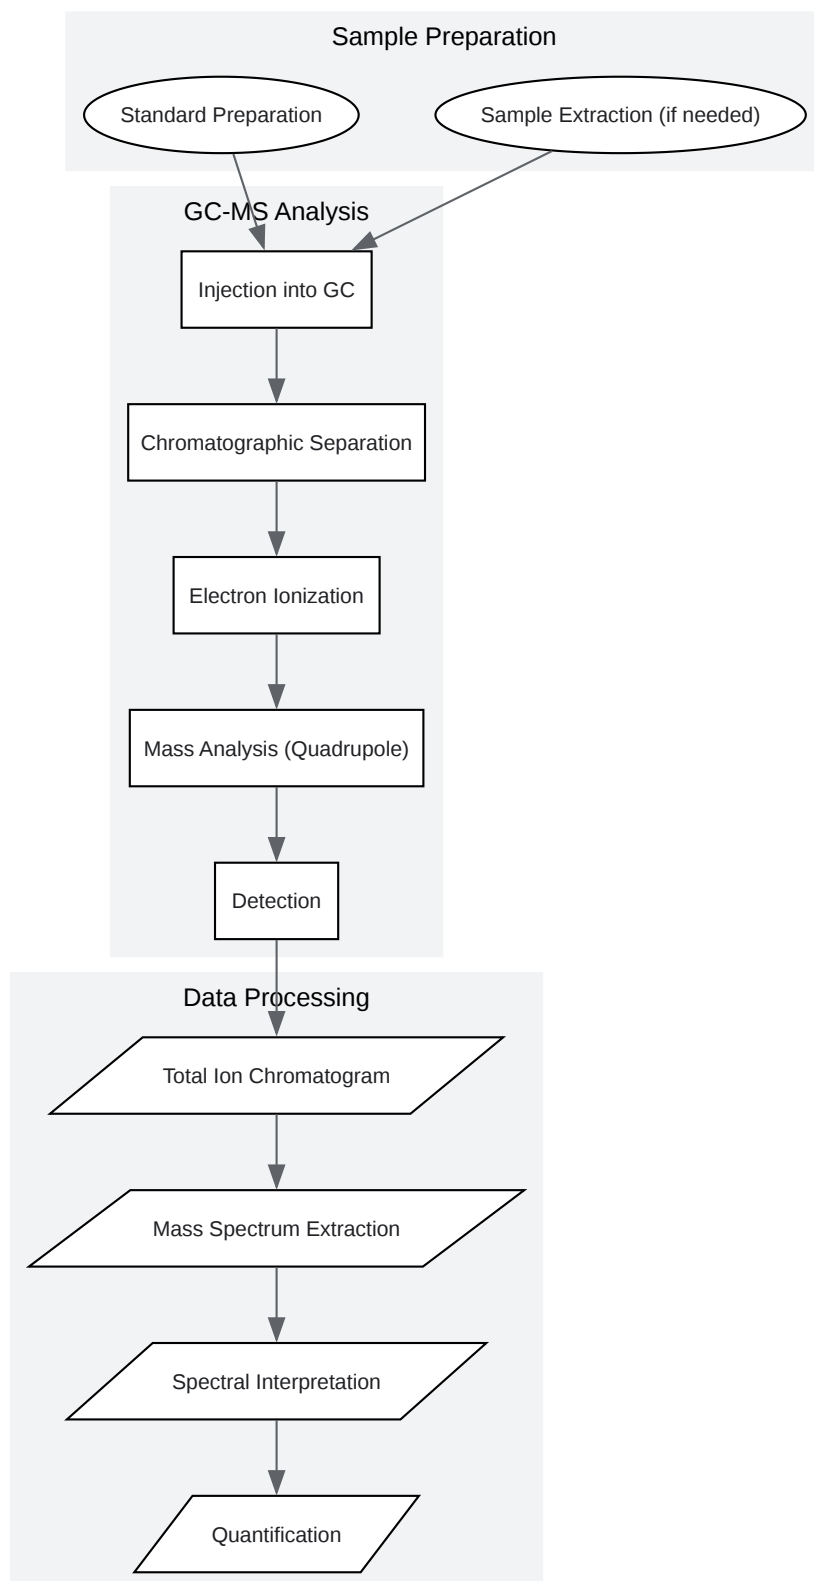 Sample Preparation
Standard Preparation
Sample Extraction (if needed)
GC-MS Analysis
Injection into GC
Chromatographic Separation
Electron Ionization
Mass Analysis (Quadrupole)
Detection
Data Processing
Total Ion Chromatogram
Mass Spectrum Extraction
Spectral Interpretation
Quantification